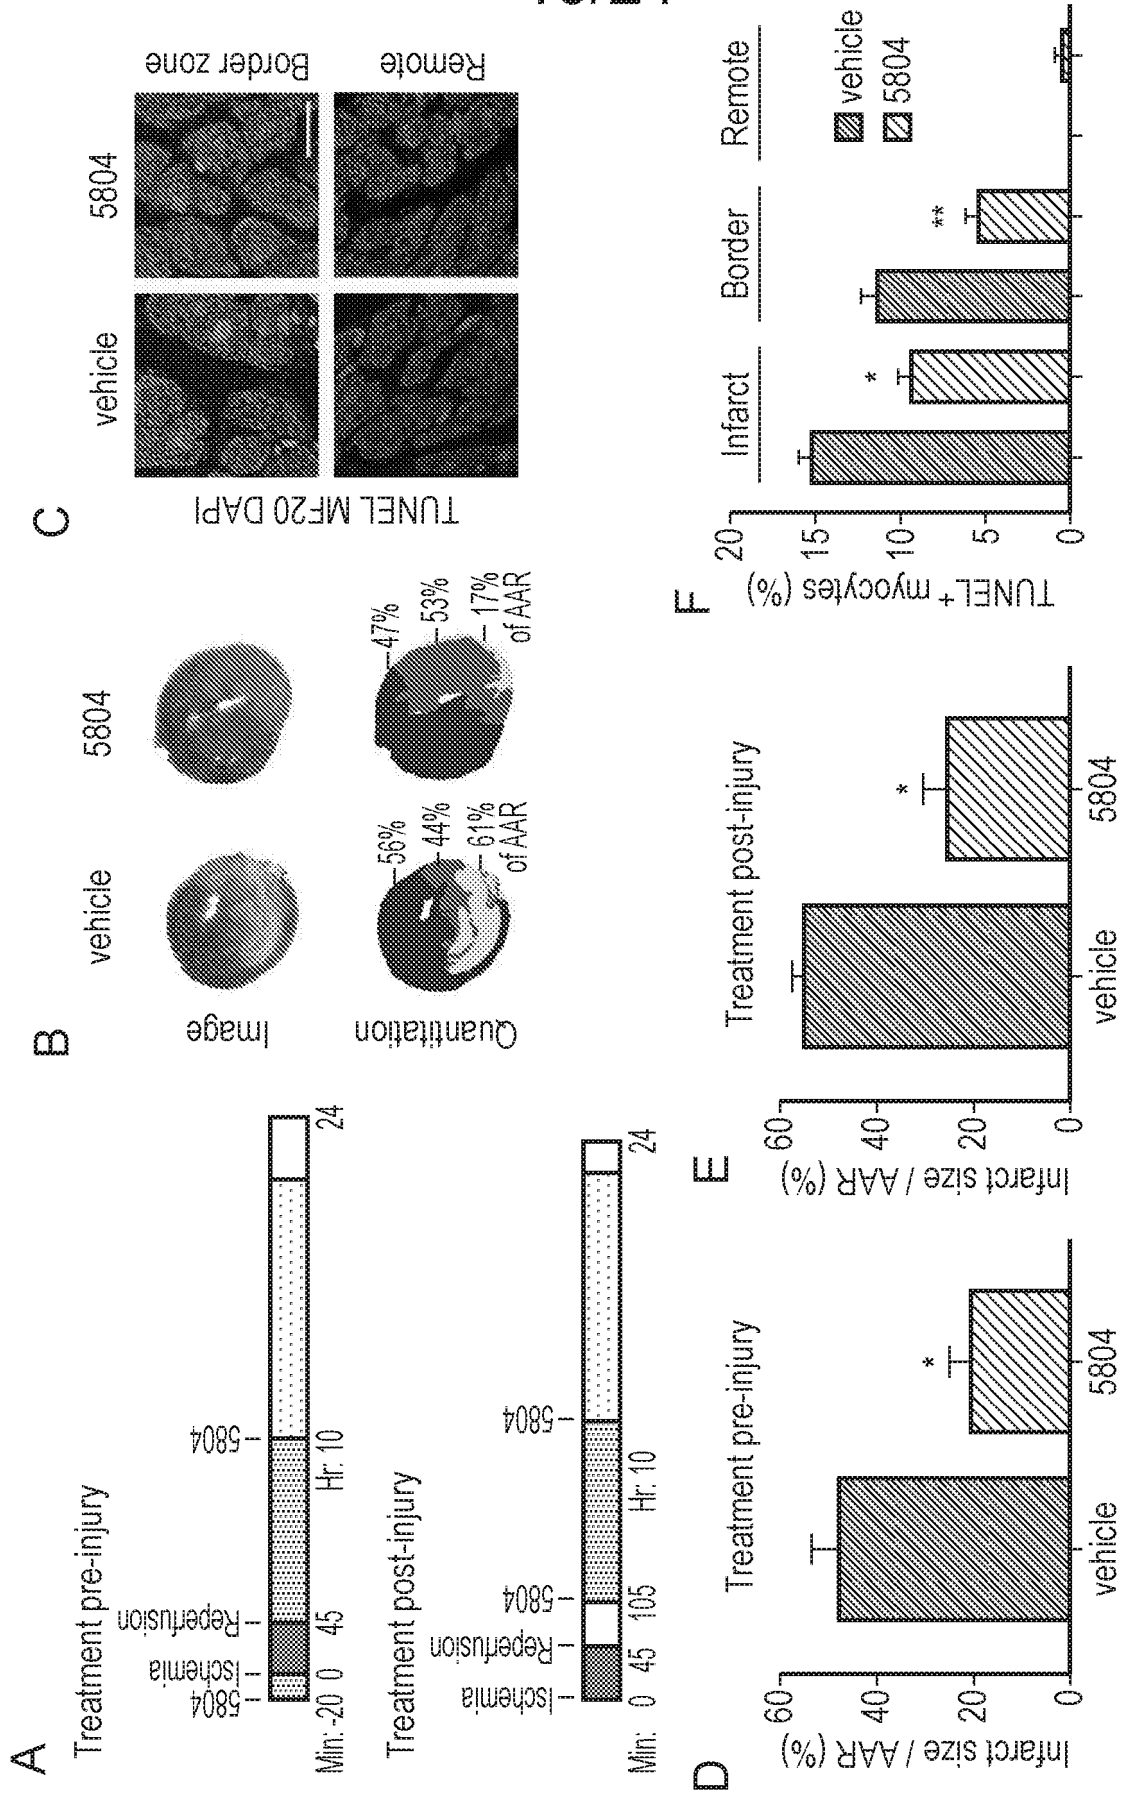 A
Treatment pre-injury
5804
Ischemia
Reperfusion
5804
Min: -20 0 45 Hr: 10 24
Treatment post-injury
Ischemia
Reperfusion
5804
5804
Min: 0 45 105 Hr: 10 24
B
vehicle 5804
Image
Quantitation
56%
44%
61%
of AAR
47%
53%
17%
of AAR
C
vehicle 5804
TUNEL MF20 DAPI
Border zone
Remote
D
Treatment pre-injury
Infarct size / AAR (%)
60
40
20
0
*
vehicle 5804
E
Treatment post-injury
Infarct size / AAR (%)
60
40
20
0
*
vehicle 5804
F
TUNEL+ myocytes (%)
20
15
10
5
0
Infarct Border Remote
*
**
vehicle
5804